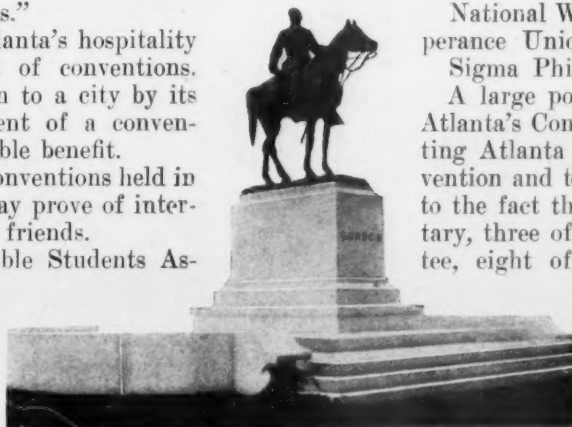 s.”
lanta's hospitality
of conventions.
n to a city by its
ent of a conven-
ble benefit.
onventions held in
ay prove of inter-
friends.
ble Students As-
GORDON
National W
perance Unio
Sigma Phi
A large po
Atlanta's Con
ting Atlanta
vention and t
to the fact th
tary, three of
tee, eight of